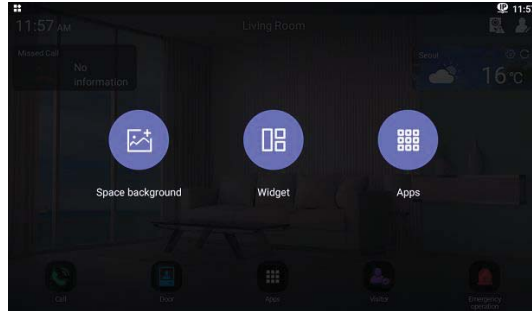 11:57
11:57 AM
Living Room
Missed Call
No
information
Seoul
16℃
Space background
Widget
Apps
Call
Door
Apps
Visitor
Emergency
operation